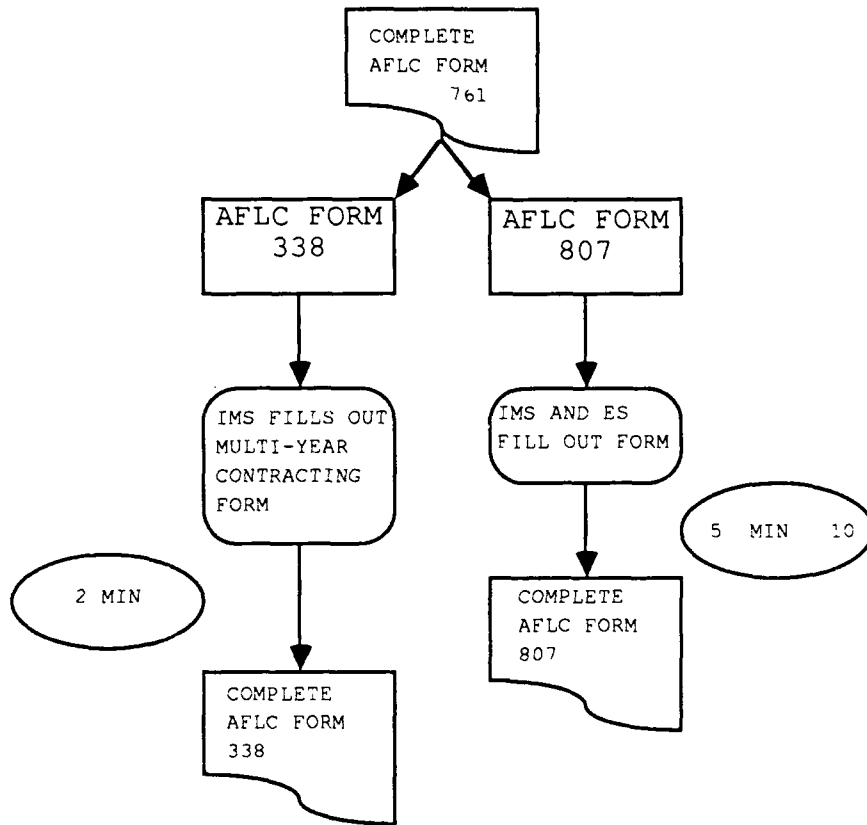 COMPLETE
AFLC FORM
761
AFLC FORM
338
AFLC FORM
807
IMS FILLS OUT
MULTI-YEAR
CONTRACTING
FORM
IMS AND ES
FILL OUT FORM
5 MIN 10
2 MIN
COMPLETE
AFLC FORM
807
COMPLETE
AFLC FORM
338